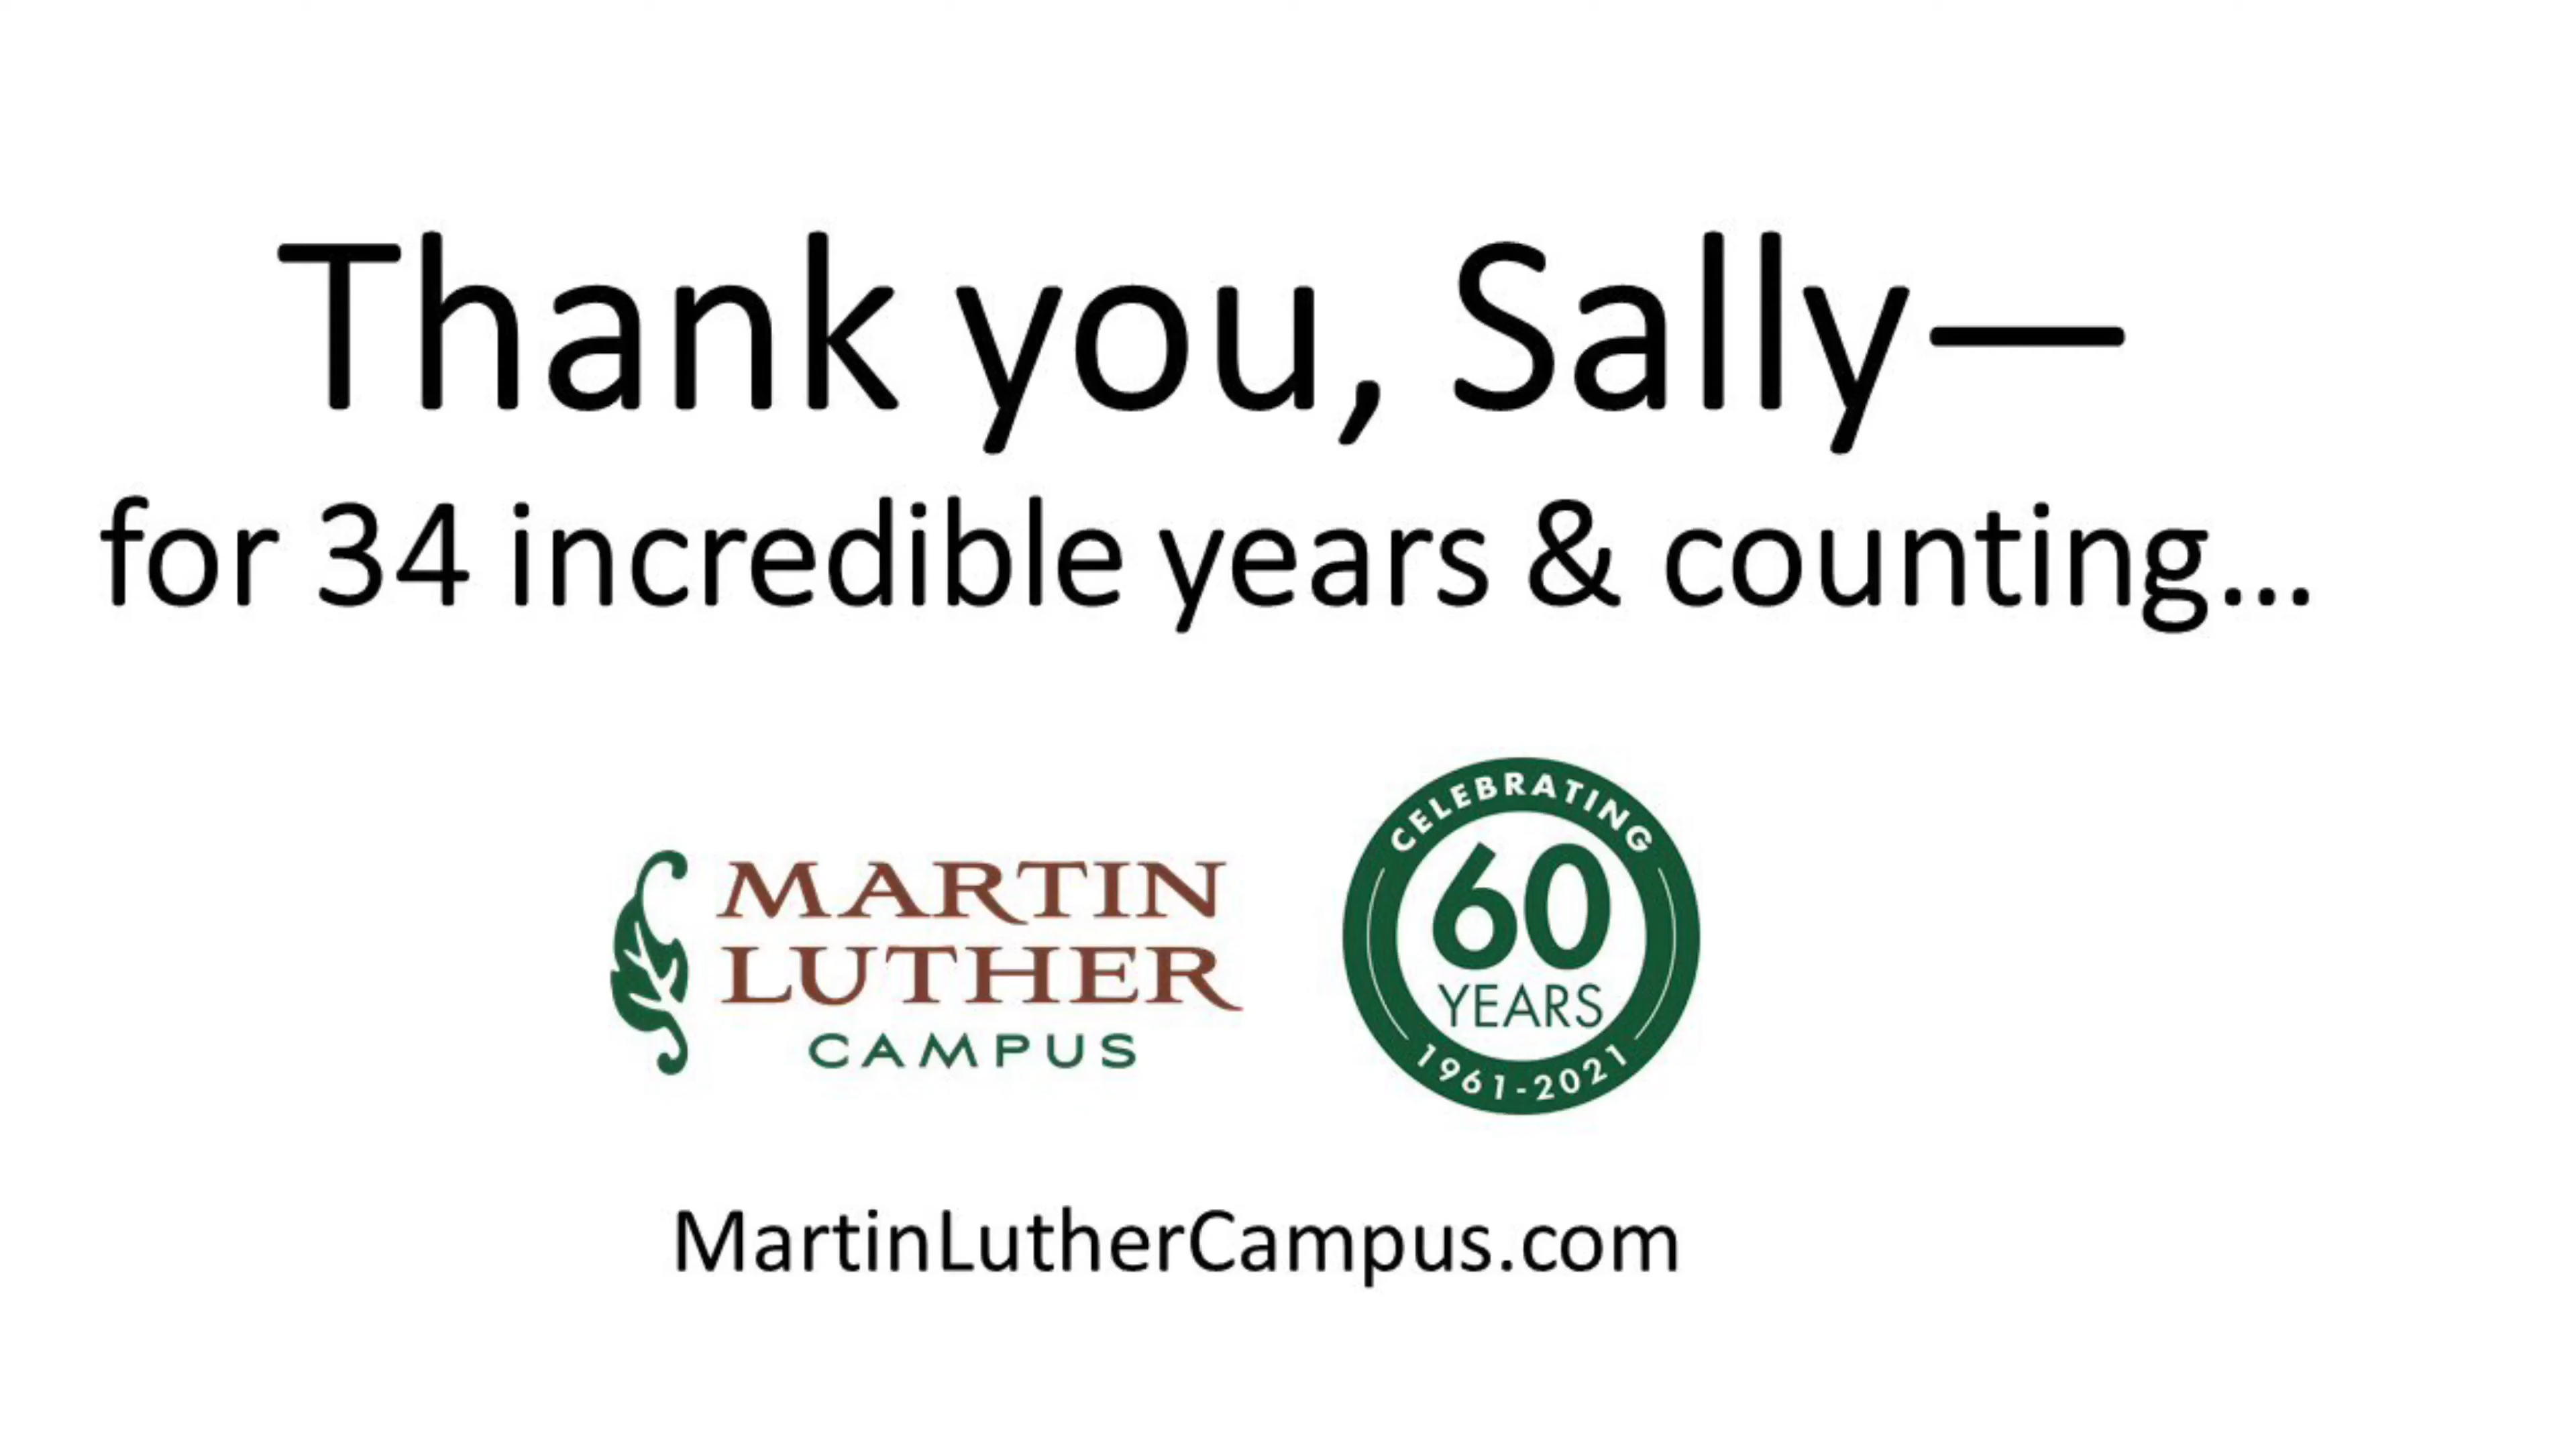 Thank you, Sally—
for 34 incredible years & counting...
MARTIN
LUTHER
CAMPUS
CELEBRATING
60
YEARS
1961-2021
MartinLutherCampus.com